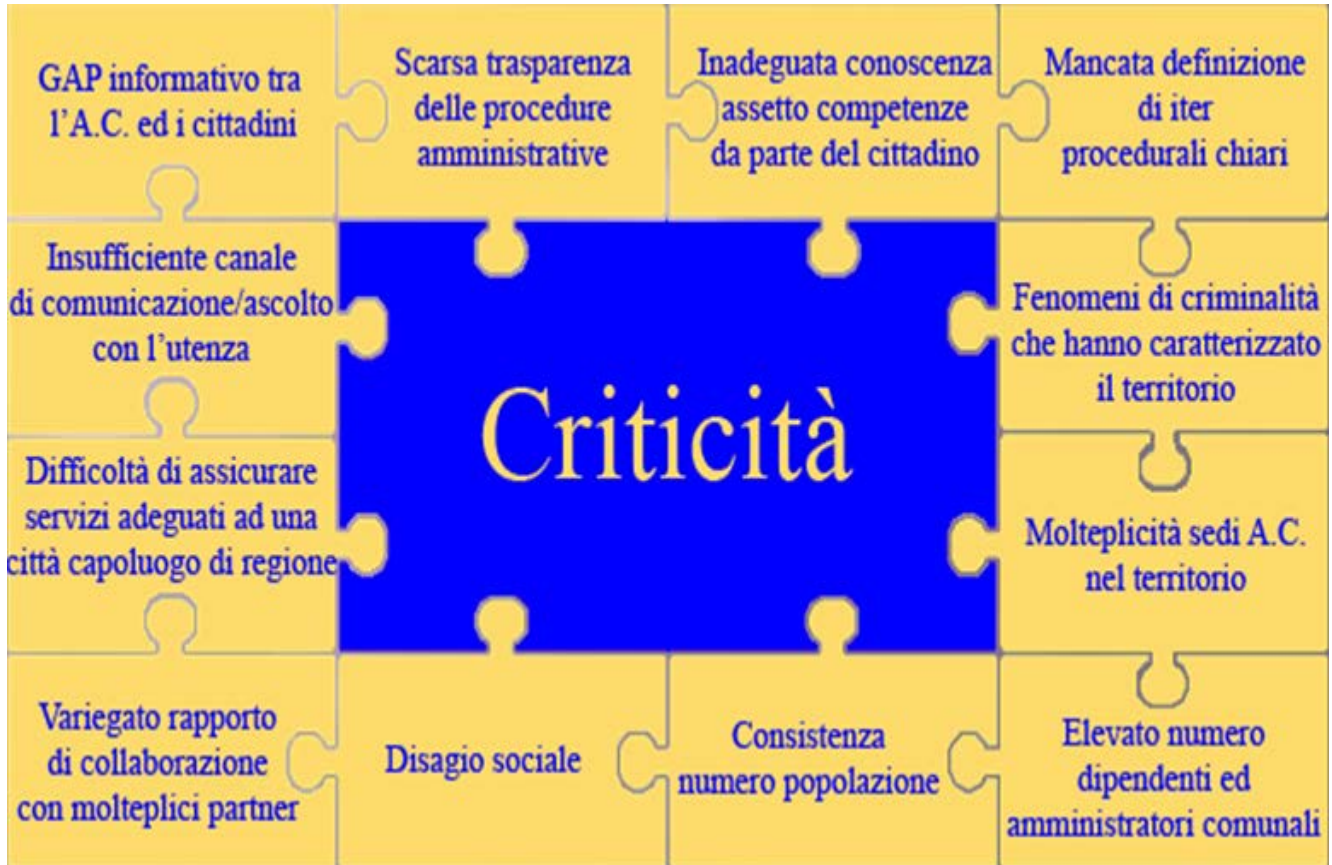 GAP informativo tra
l'A.C. ed i cittadini
Scarsa trasparenza
delle procedure
amministrative
Inadeguata conoscenza
assetto competenze
da parte del cittadino
Mancata definizione
di iter
procedurali chiari
Insufficiente canale
di comunicazione/ascolto
con l'utenza
Criticità
Fenomeni di criminalità
che hanno caratterizzato
il territorio
Difficoltà di assicurare
servizi adeguati ad una
città capoluogo di regione
Molteplicità sedi A.C.
nel territorio
Variegato rapporto
di collaborazione
con molteplici partner
Disagio sociale
Consistenza
numero popolazione
Elevato numero
dipendenti ed
amministratori comunali